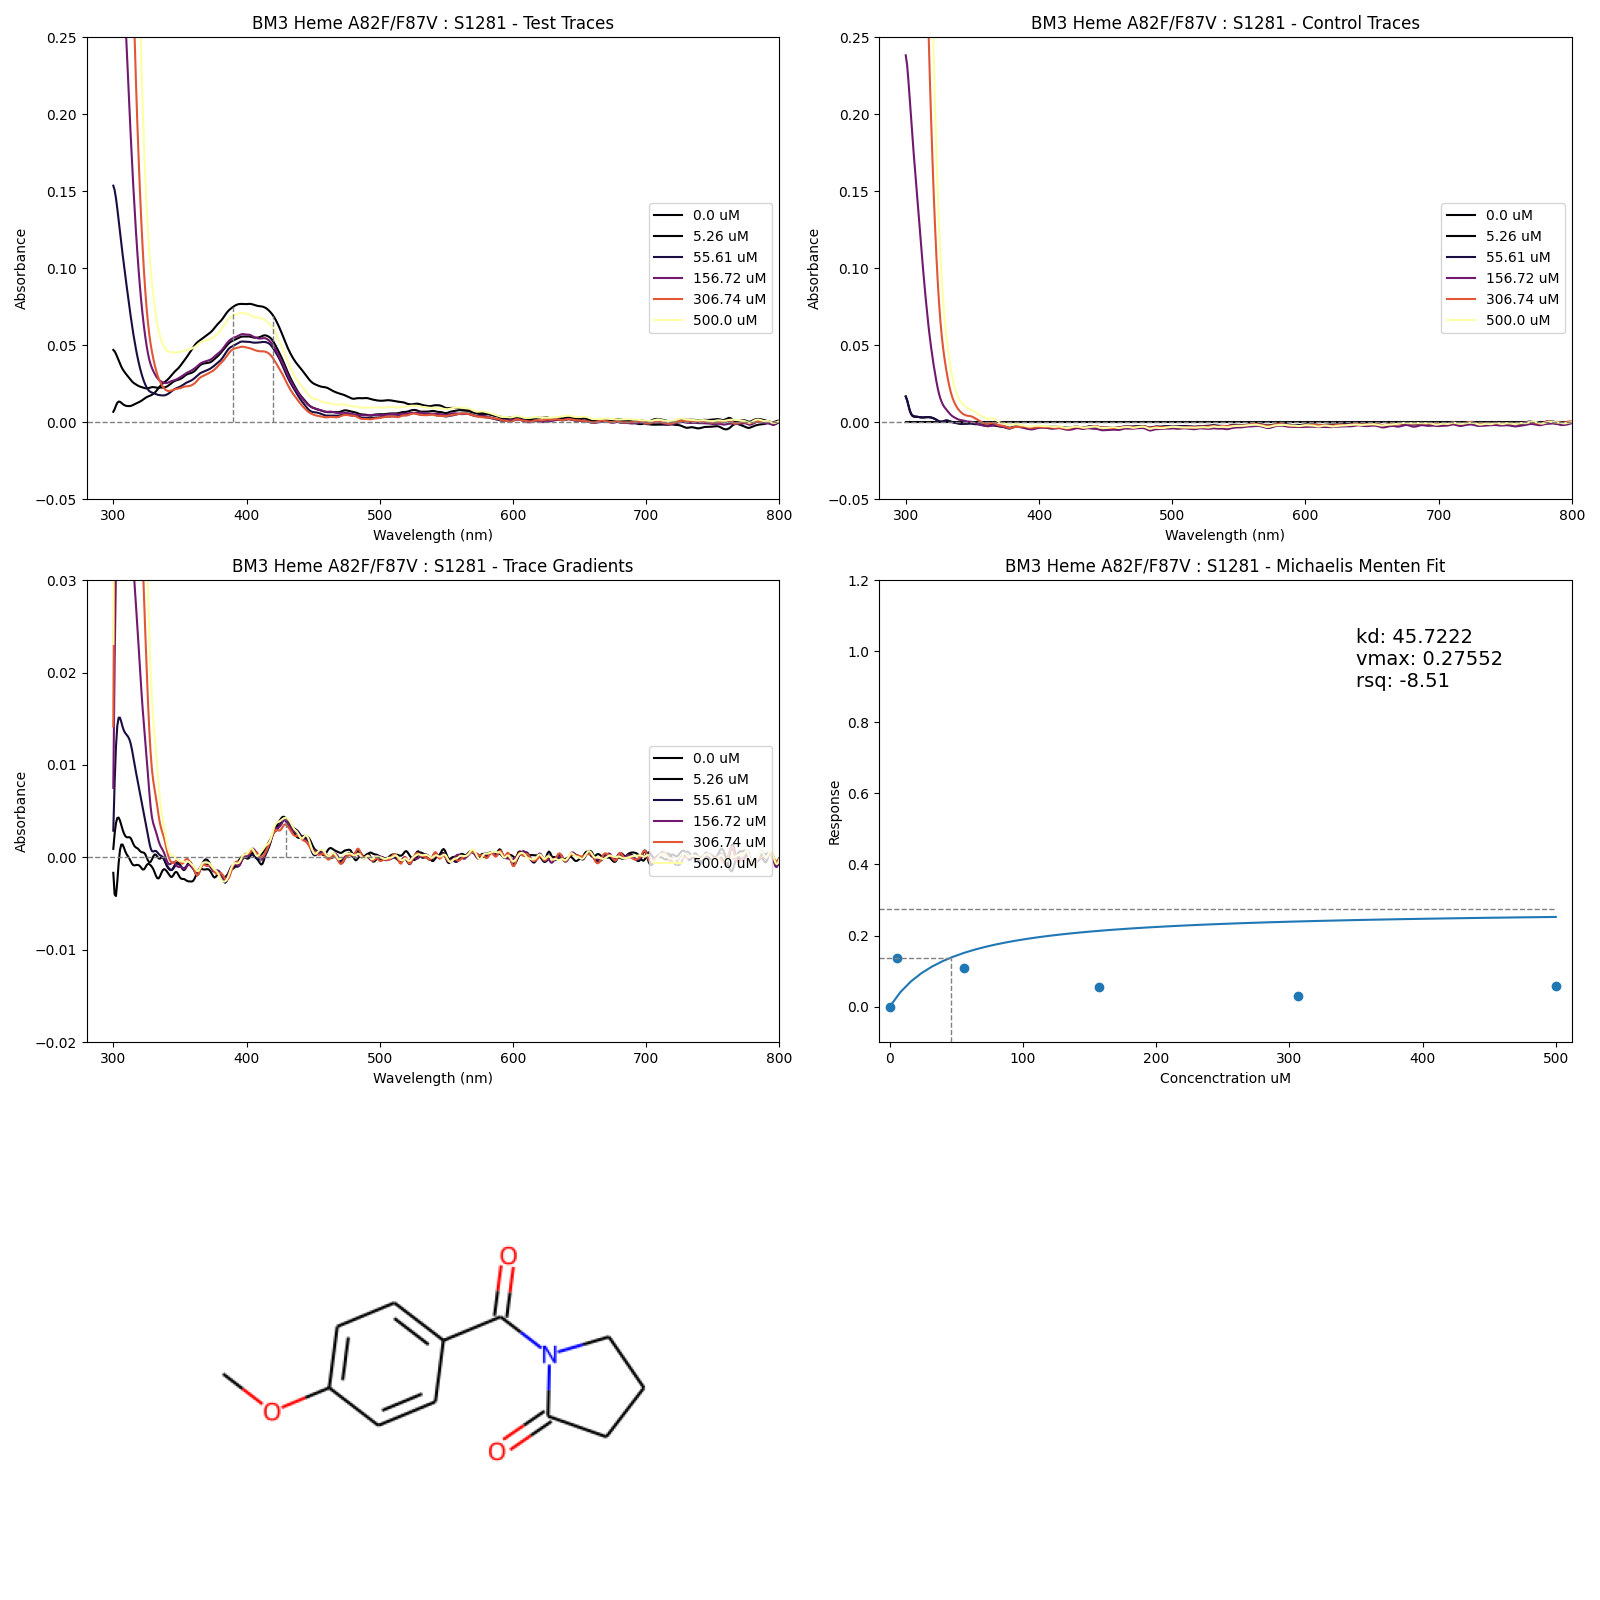 BM3 Heme A82F/F87V : S1281 - Test Traces
0.25
0.20
0.15
0.10
0.05
0.00
−0.05
Absorbance
300 400 500 600 700 800
Wavelength (nm)
0.0 uM
5.26 uM
55.61 uM
156.72 uM
306.74 uM
500.0 uM
BM3 Heme A82F/F87V : S1281 - Control Traces
0.25
0.20
0.15
0.10
0.05
0.00
−0.05
Absorbance
300 400 500 600 700 800
Wavelength (nm)
0.0 uM
5.26 uM
55.61 uM
156.72 uM
306.74 uM
500.0 uM
BM3 Heme A82F/F87V : S1281 - Trace Gradients
0.03
0.02
0.01
0.00
−0.01
−0.02
Absorbance
300 400 500 600 700 800
Wavelength (nm)
0.0 uM
5.26 uM
55.61 uM
156.72 uM
306.74 uM
500.0 uM
BM3 Heme A82F/F87V : S1281 - Michaelis Menten Fit
1.2
1.0
0.8
0.6
0.4
0.2
0.0
Response
0 100 200 300 400 500
Concenctration uM
kd: 45.7222
vmax: 0.27552
rsq: -8.51
O
N
O
O